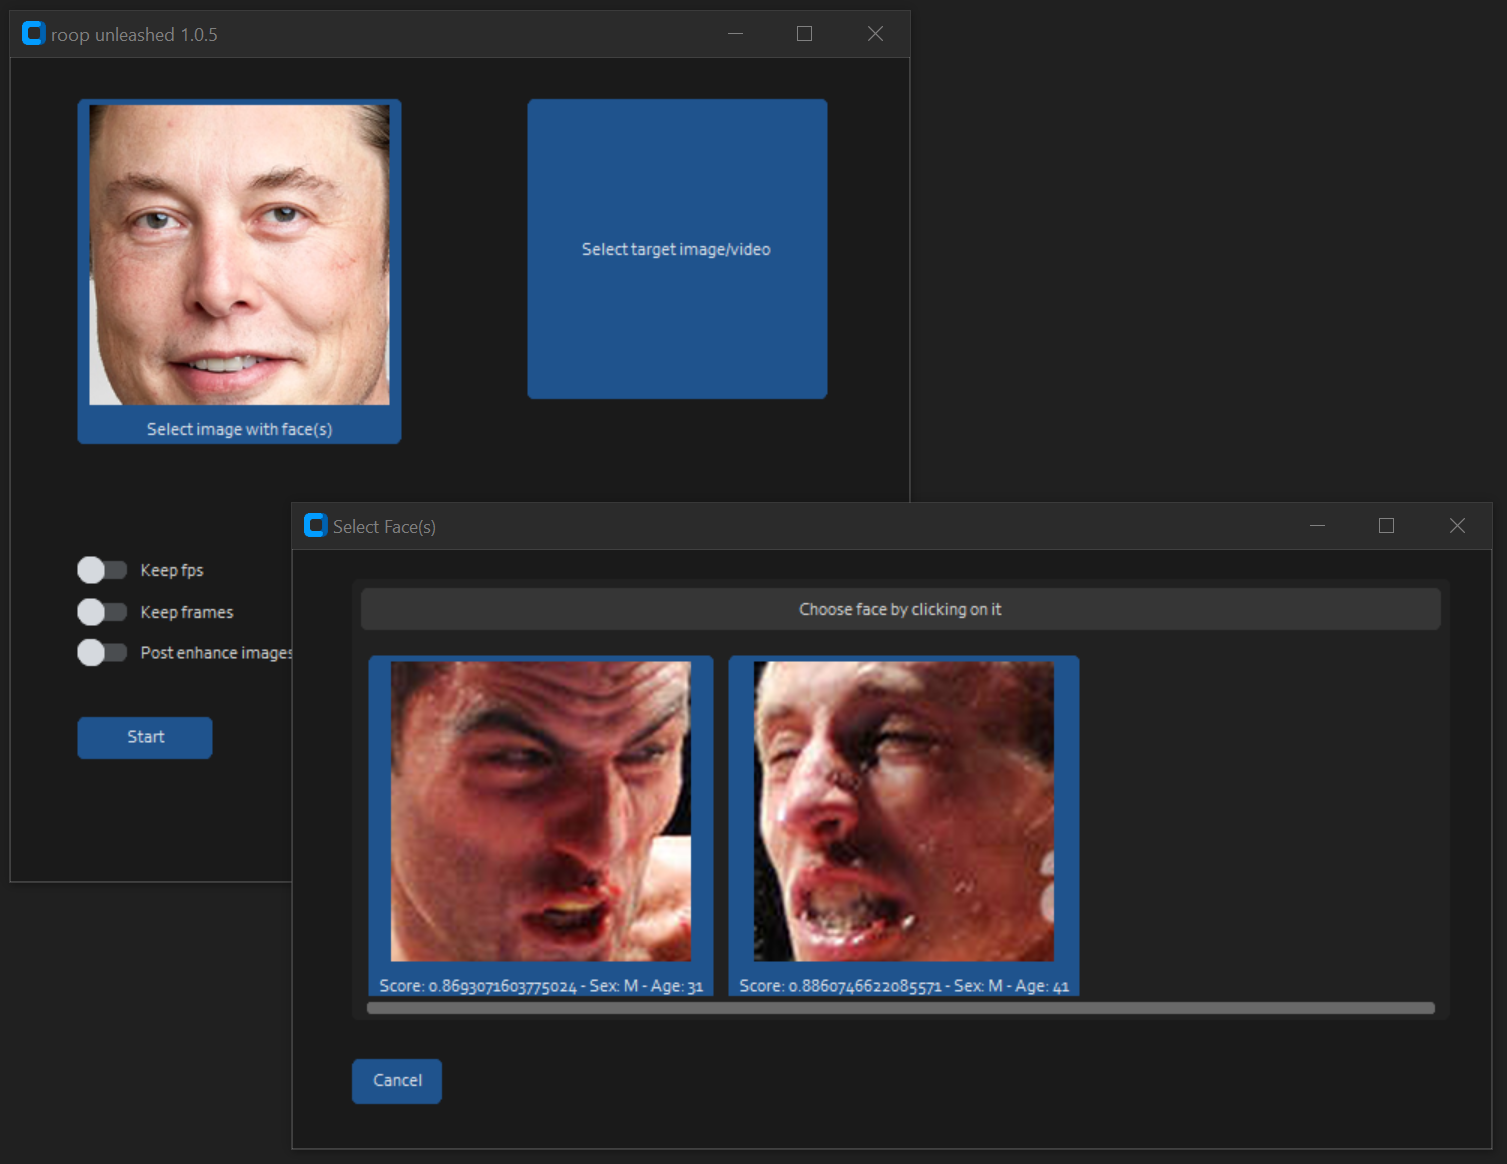 roop unleashed 1.0.5
Select target image/video
Select image with face(s)
Keep fps
Keep frames
Post enhance images
Start
Select Face(s)
Choose face by clicking on it
Score: 0.8693071603775024 - Sex: M - Age: 31
Score: 0.8860746622085571 - Sex: M - Age: 41
Cancel